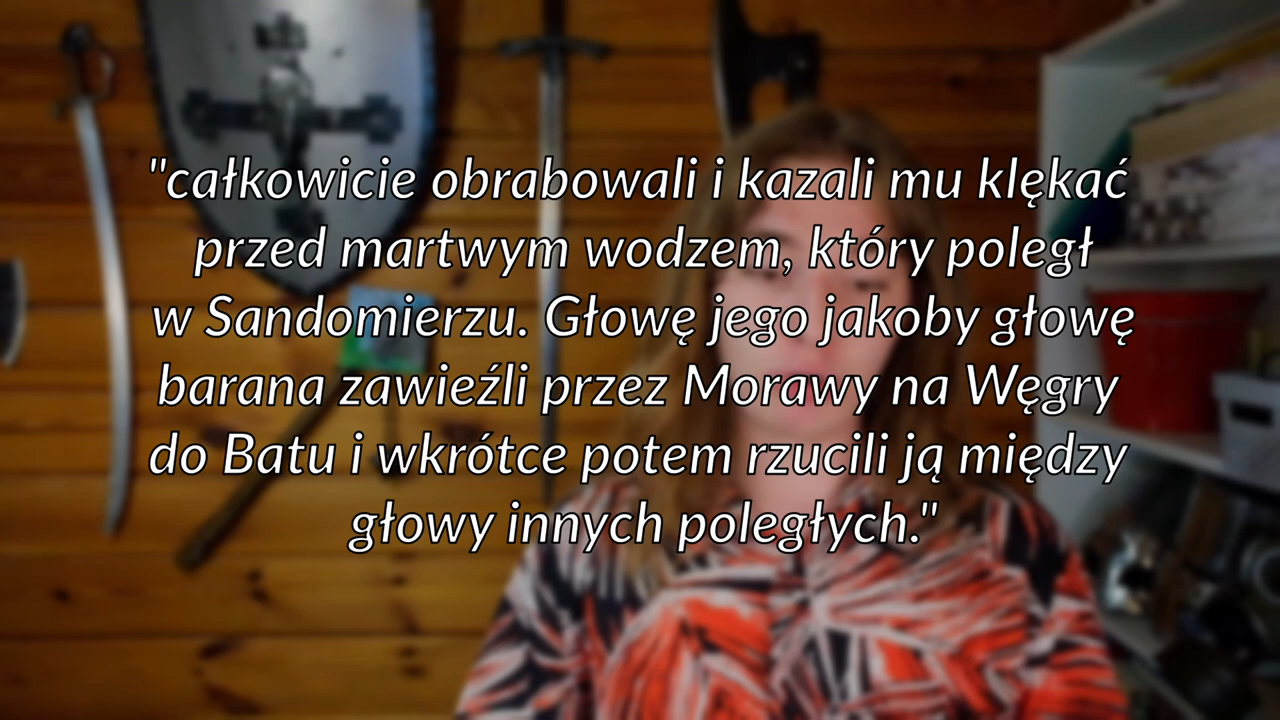 "całkowicie obrabowali i kazali mu klękać
przed martwym wodzem, który poległ
w Sandomierzu. Głowę jego jakoby głowę
barana zawieźli przez Morawy na Węgry
do Batu i wkrótce potem rzucili ją między
głowy innych poległych."